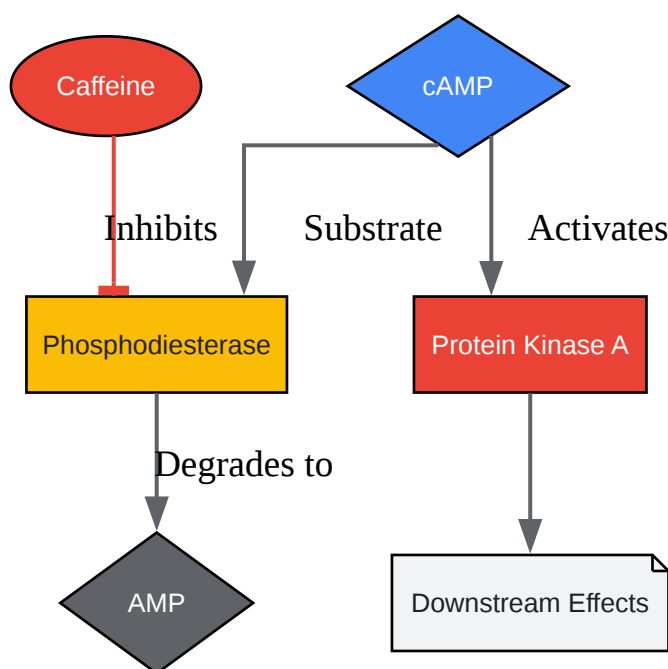 Caffeine
cAMP
Inhibits
Substrate
Activates
Phosphodiesterase
Protein Kinase A
Degrades to
AMP
Downstream Effects